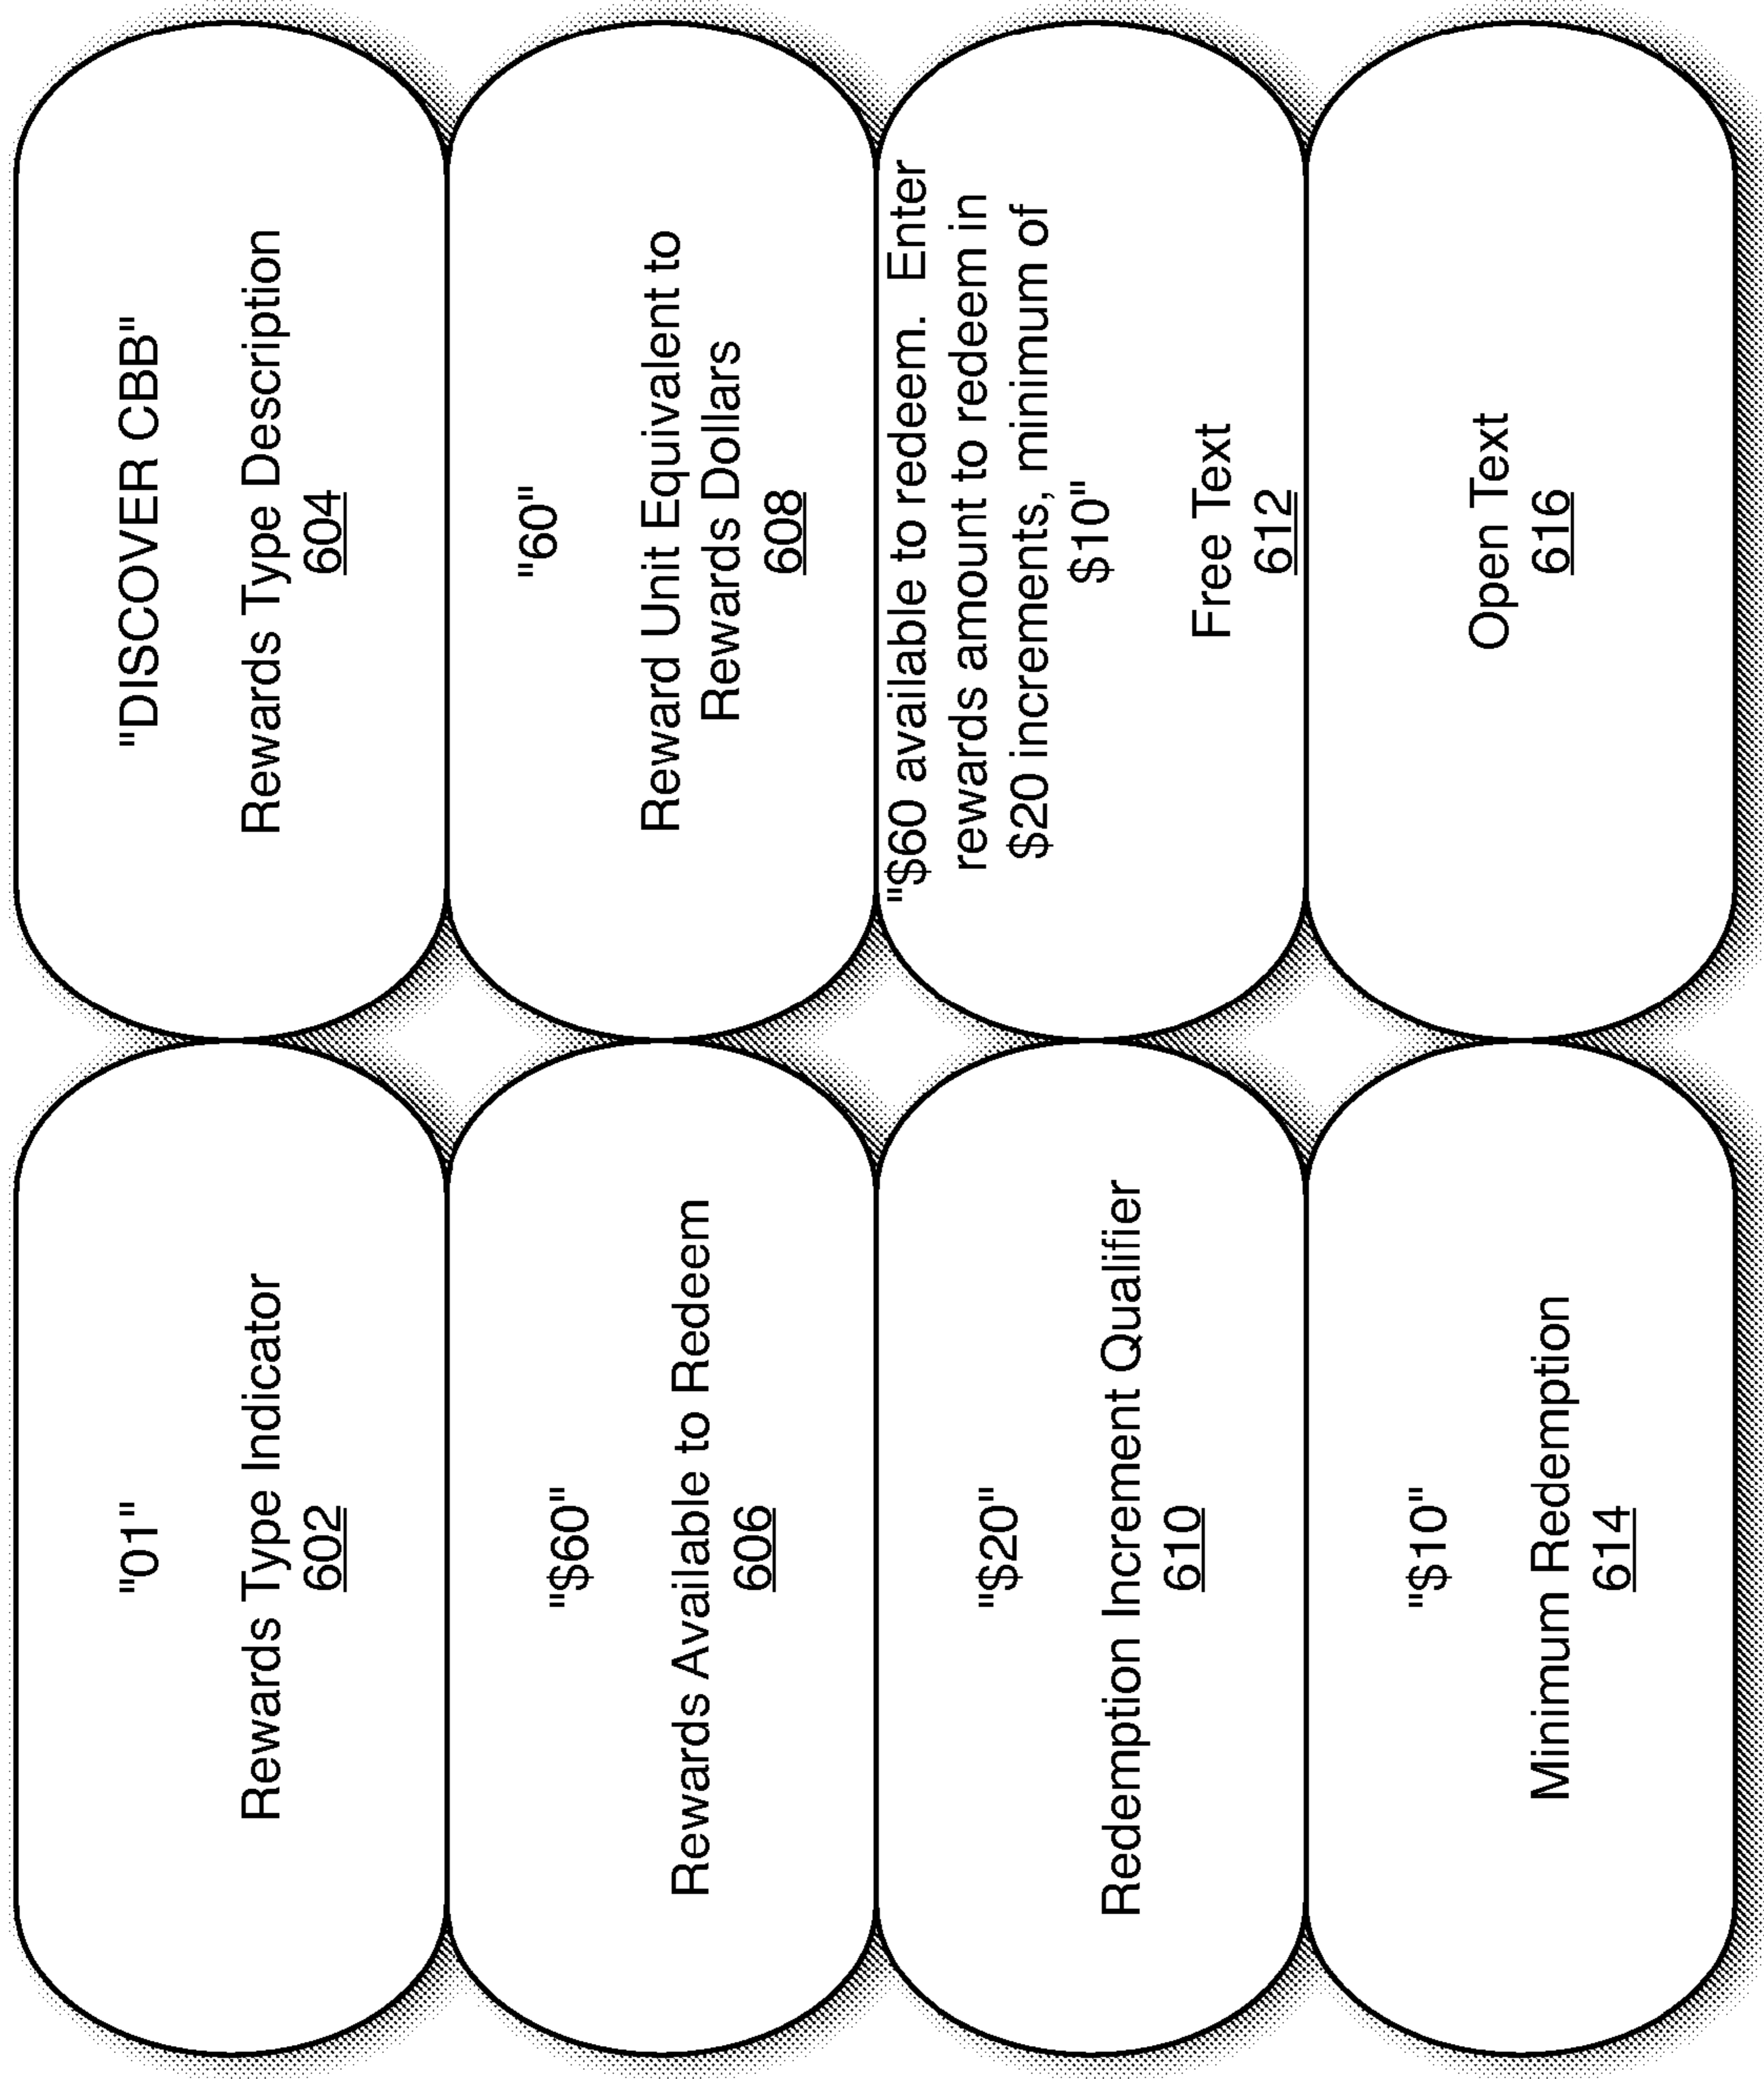 "01"
Rewards Type Indicator
602
"DISCOVER CBB"
Rewards Type Description
604
"$60"
Rewards Available to Redeem
606
"60"
Reward Unit Equivalent to
Rewards Dollars
608
"$20"
Redemption Increment Qualifier
610
"$60 available to redeem.  Enter
rewards amount to redeem in
$20 increments, minimum of
$10"
Free Text
612
"$10"
Minimum Redemption
614
Open Text
616